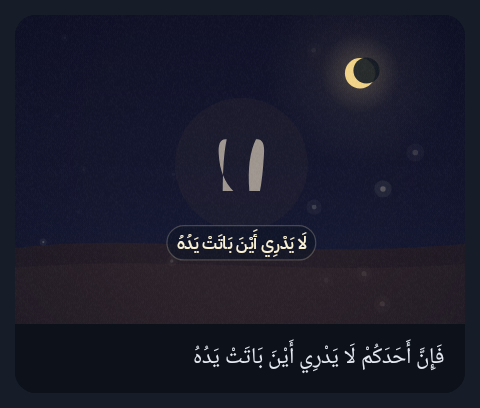 لَا يَدْرِي أَيْنَ بَاتَتْ يَدُهُ
فَإِنَّ أَحَدَكُمْ لَا يَدْرِي أَيْنَ بَاتَتْ يَدُهُ